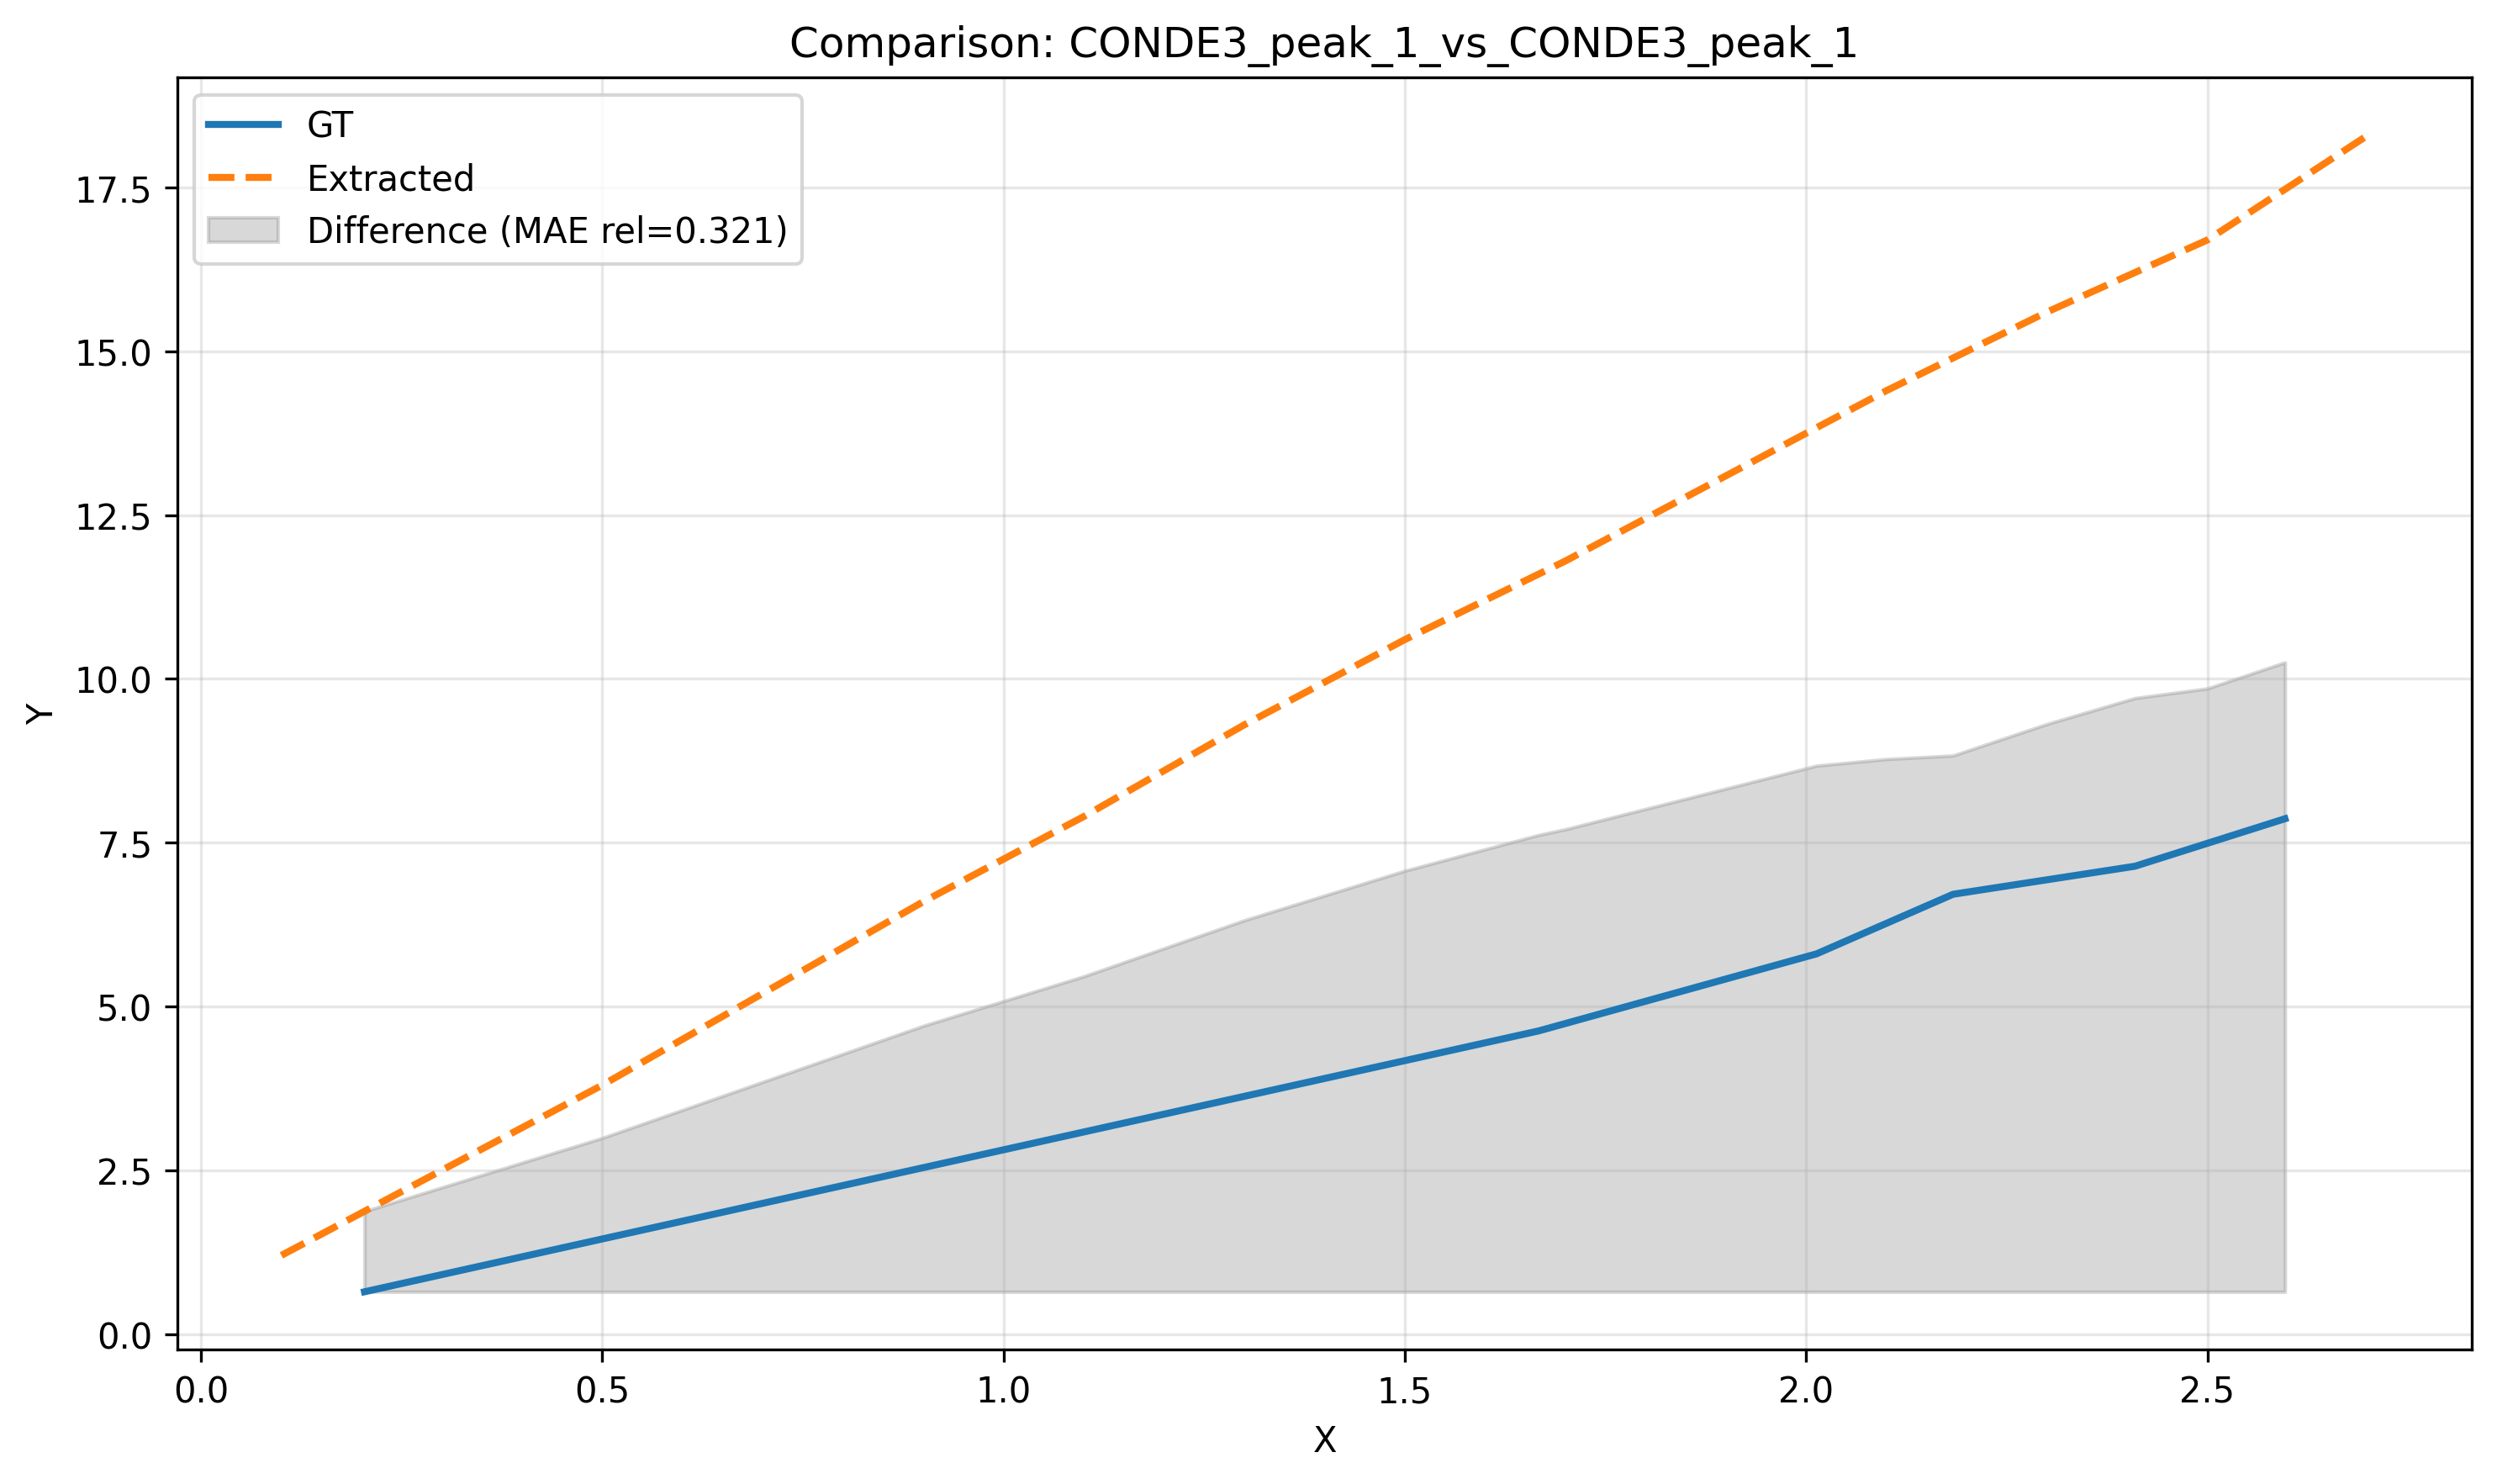 Comparison: CONDE3_peak_1_vs_CONDE3_peak_1
GT
Extracted
Difference (MAE rel=0.321)
17.5
15.0
12.5
10.0
7.5
5.0
2.5
0.0
Y
0.0 0.5 1.0 1.5 2.0 2.5
X